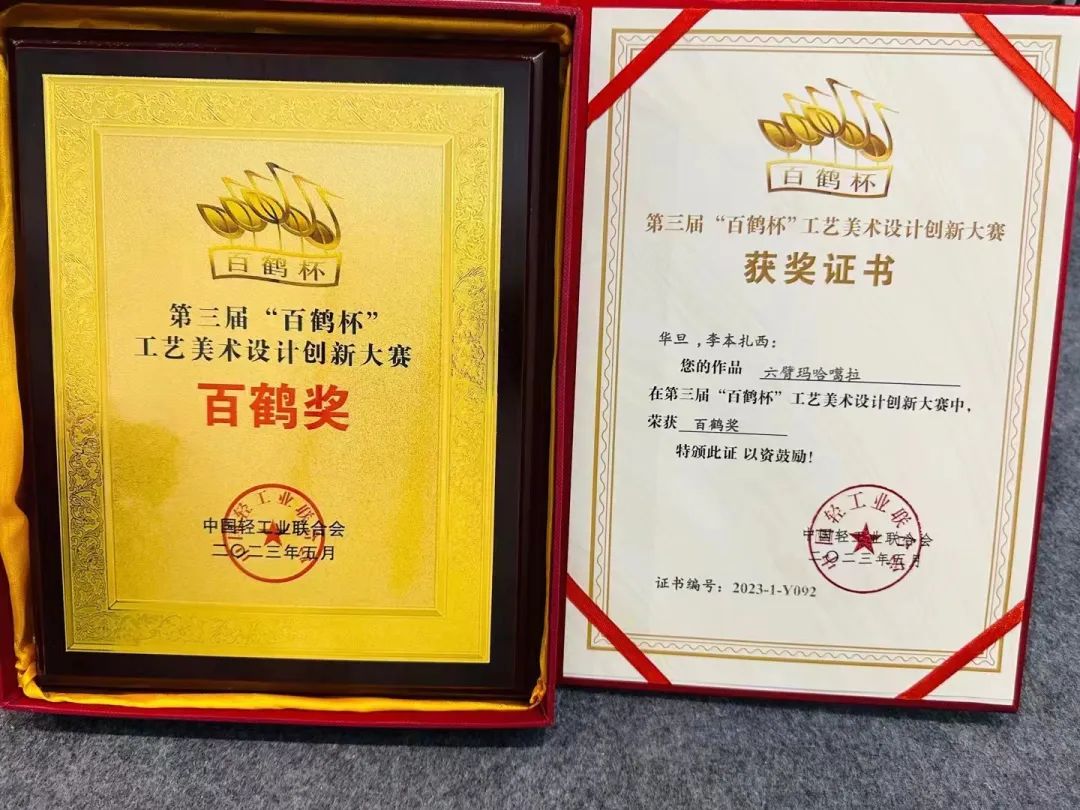 百鹤杯
第三届“百鹤杯”
工艺美术设计创新大赛
百鹤奖
中国轻工业联合会
二〇二三年五月
百鹤杯
第三届“百鹤杯”工艺美术设计创新大赛
获奖证书
华旦,李本扎西:
您的作品 六臂玛哈噶拉
在第三届“百鹤杯”工艺美术设计创新大赛中,
荣获 百鹤奖
特颁此证 以资鼓励!
中国轻工业联合会
二〇二三年五月
证书编号: 2023-1-Y092